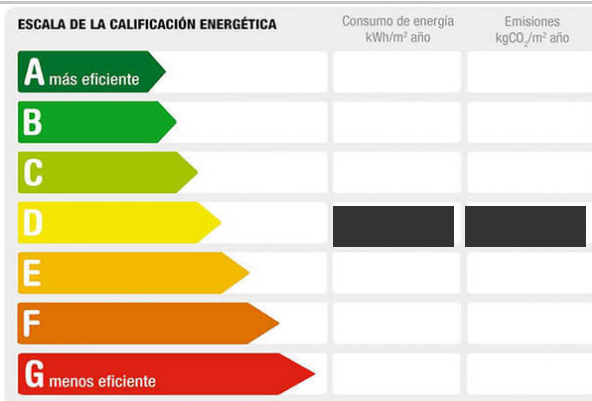 ESCALA DE LA CALIFICACIÓN ENERGÉTICA
Consumo de energía
kWh/m² año
Emisiones
kgCO₂/m² año
A más eficiente
B
C
D
E
F
G menos eficiente